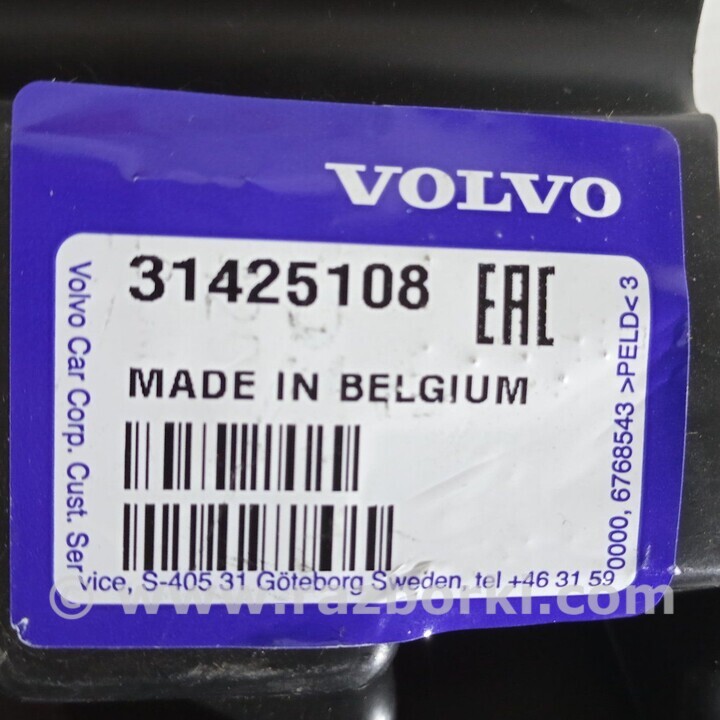 VOLVO
31425108 EAC
MADE IN BELGIUM
Volvo Car Corp. Cust. Service, S-405 31 Göteborg Sweden, tel +46 31 59 0000, 6768543 >PELD< 3
© www.razborki.com